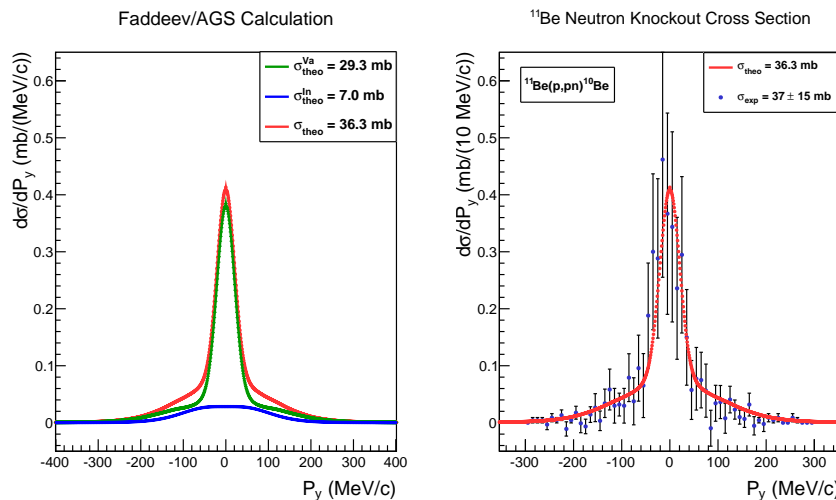 Faddeev/AGS Calculation
dσ/dP_y (mb/(MeV/c))
0.6
0.5
0.4
0.3
0.2
0.1
0
σ^Va_theo = 29.3 mb
σ^In_theo = 7.0 mb
σ_theo = 36.3 mb
-400 -300 -200 -100 0 100 200 300 400
P_y (MeV/c)
¹¹Be Neutron Knockout Cross Section
dσ/dP_y (mb/(10 MeV/c))
0.6
0.5
0.4
0.3
0.2
0.1
0
¹¹Be(p,pn)¹⁰Be
σ_theo = 36.3 mb
σ_exp = 37 ± 15 mb
-300 -200 -100 0 100 200 300
P_y (MeV/c)